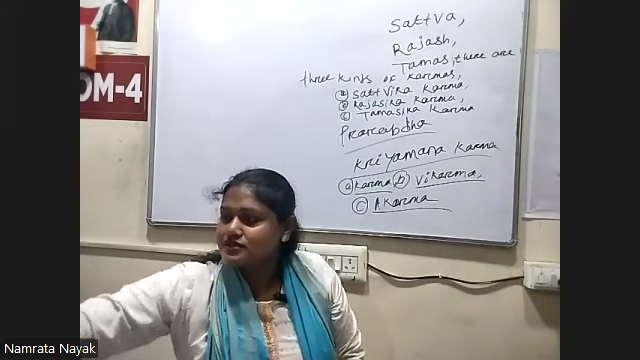 Sattva,
Rajash,
Tamas, there are
three kinds of karmas,
(a) Sattvika karma,
(b) Rajasika karma,
(c) Tamasika karma
Prarcabdha
Kriyamana karma
(a) karma (b) Vikarma,
(c) Akarma
OM-4
Namrata Nayak